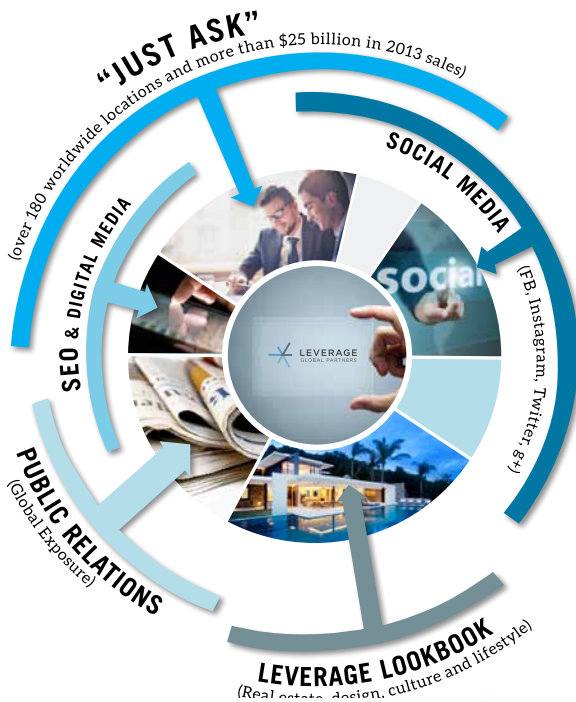 “JUST ASK”
(over 180 worldwide locations and more than $25 billion in 2013 sales)
SOCIAL MEDIA
(FB, Instagram, Twitter, g+)
social
SEO & DIGITAL MEDIA
LEVERAGE
GLOBAL PARTNERS
PUBLIC RELATIONS
(Global Exposure)
LEVERAGE LOOKBOOK
(Real estate, design, culture and lifestyle)